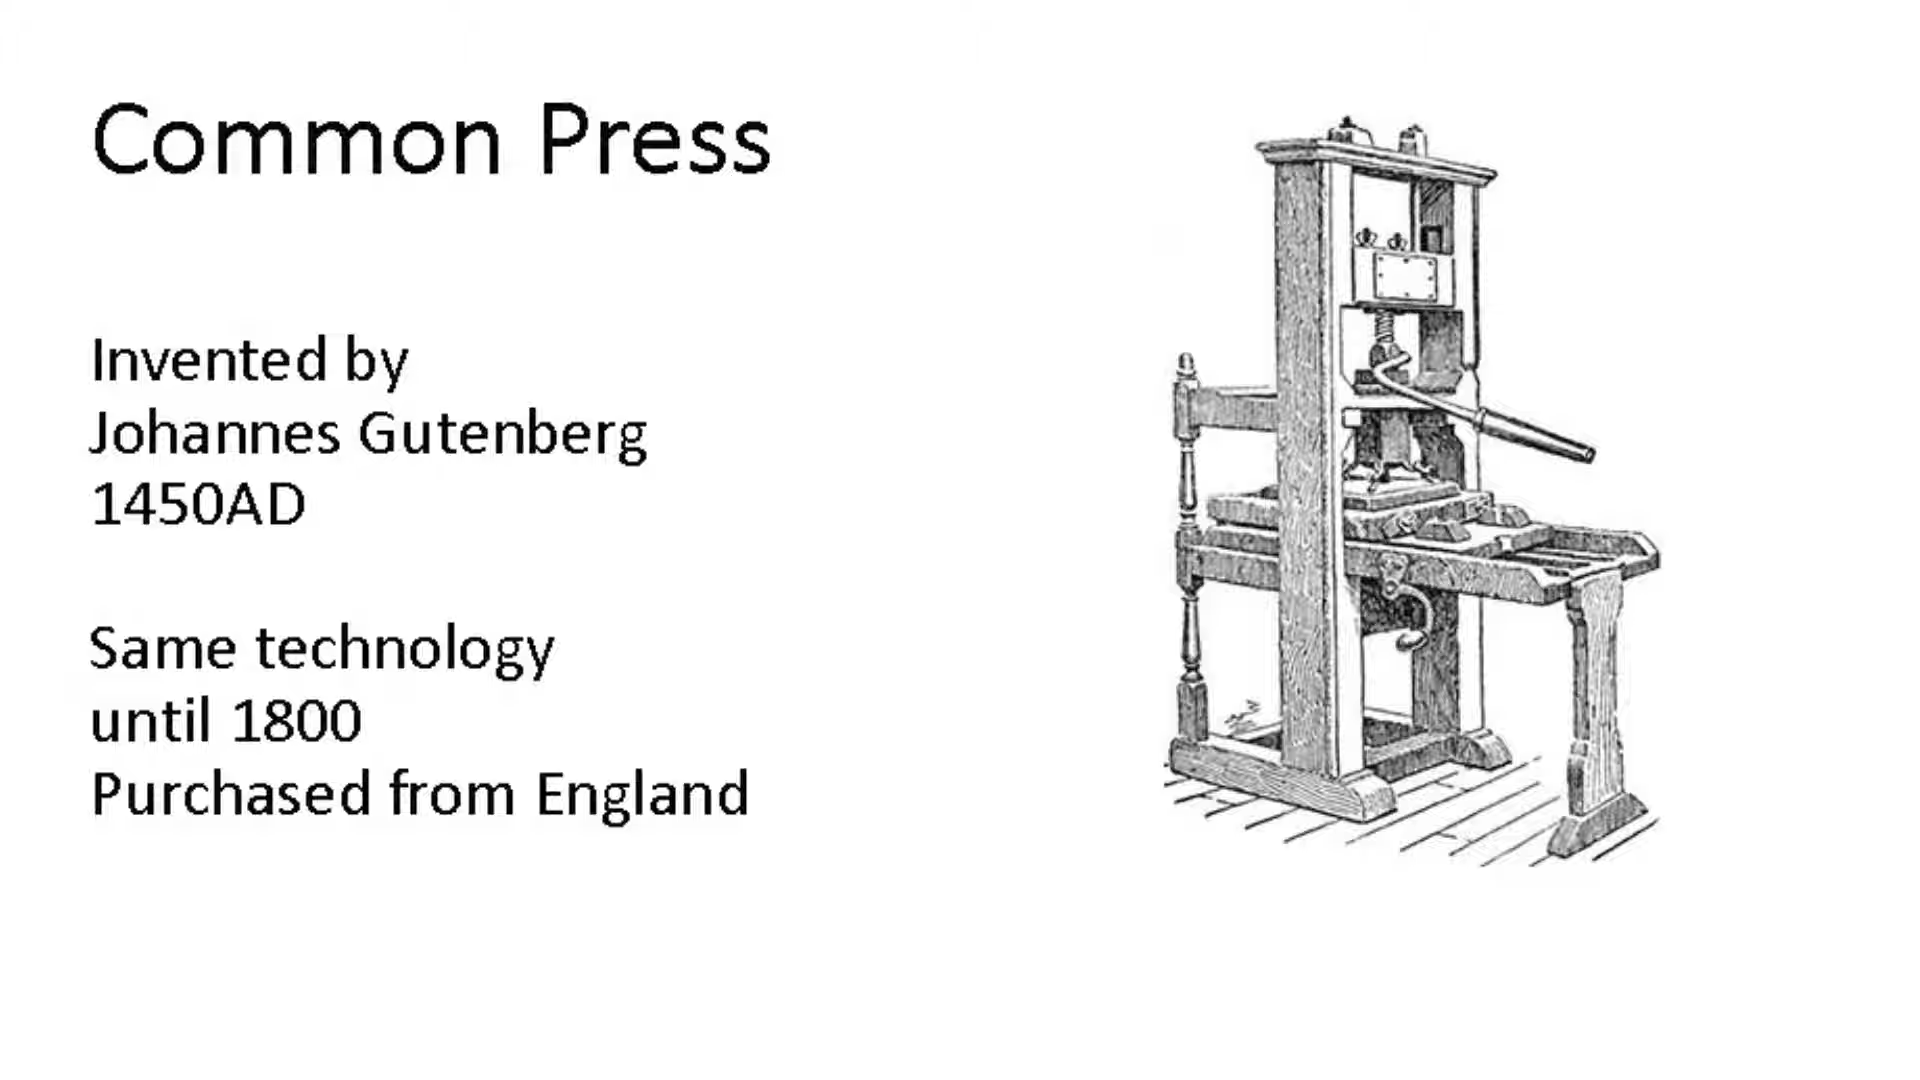 Common Press
Invented by
Johannes Gutenberg
1450AD
Same technology
until 1800
Purchased from England